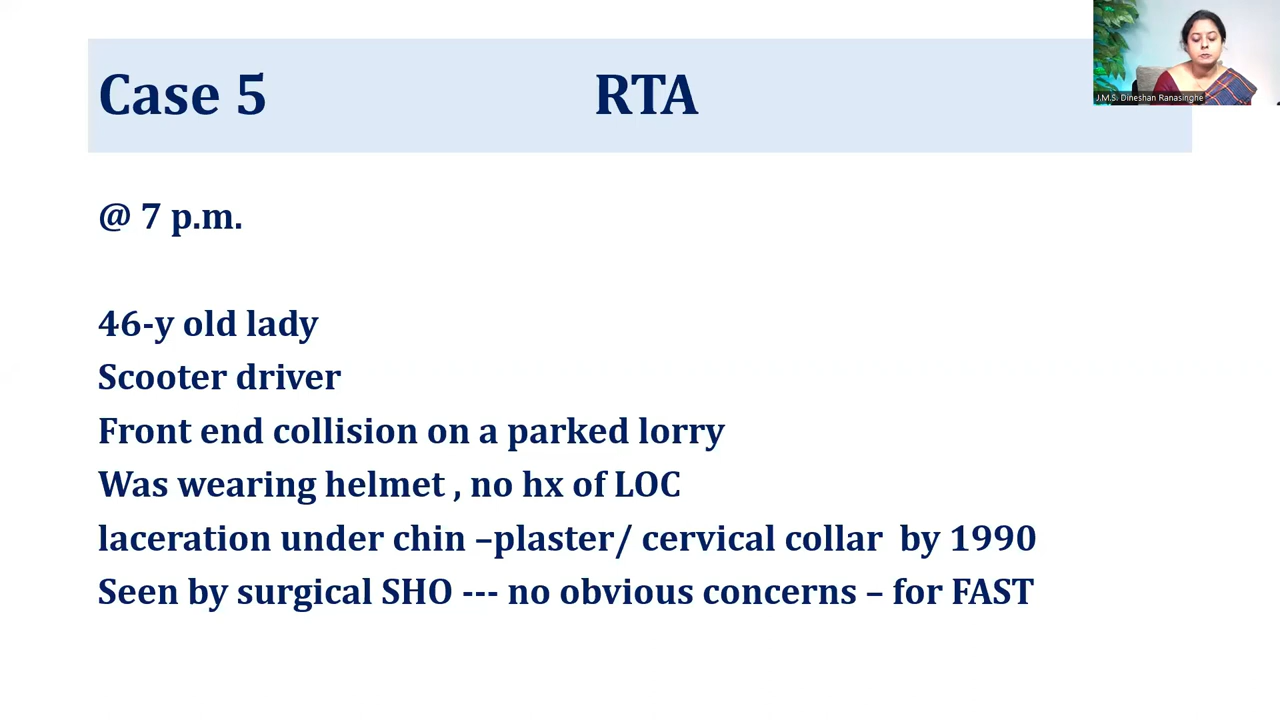 Case 5 RTA
J.M.S. Dineshan Ranasinghe
@ 7 p.m.
46-y old lady
Scooter driver
Front end collision on a parked lorry
Was wearing helmet , no hx of LOC
laceration under chin –plaster/ cervical collar by 1990
Seen by surgical SHO --- no obvious concerns – for FAST